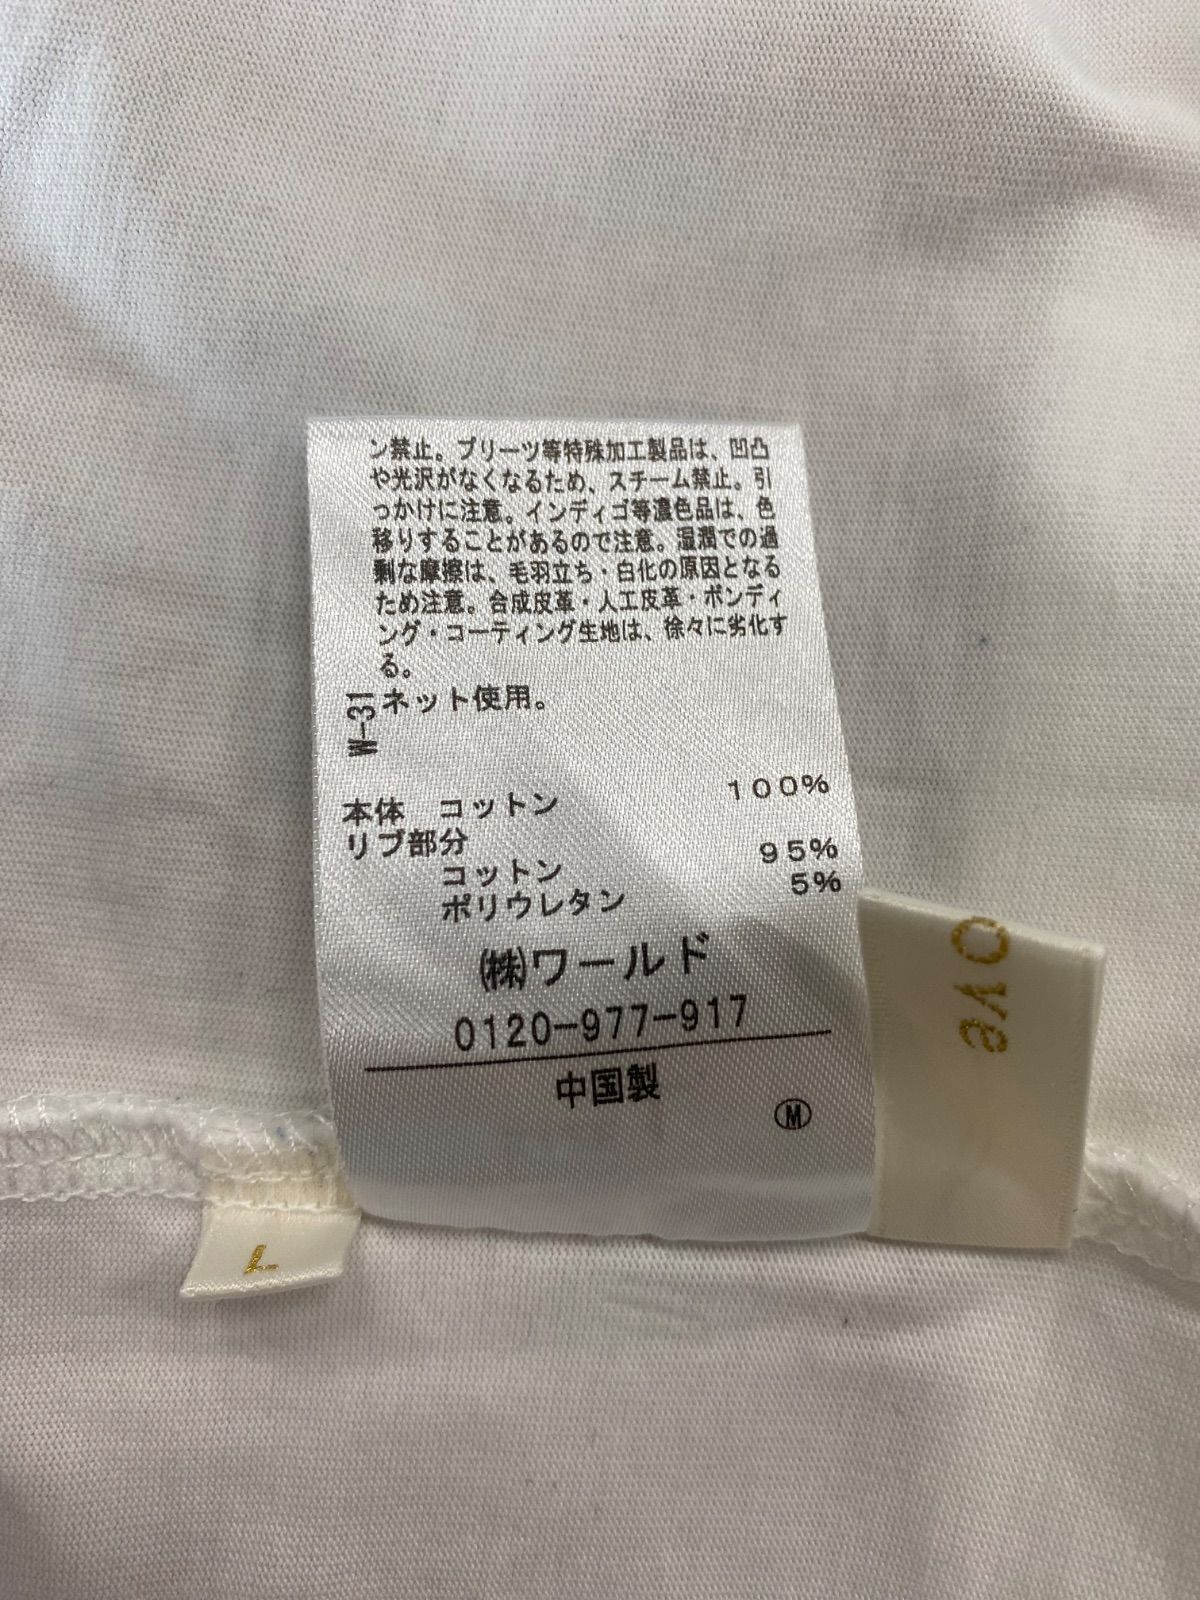 ン禁止。プリーツ等特殊加工製品は、凹凸
や光沢がなくなるため、スチーム禁止。引
っかけに注意。インディゴ等濃色品は、色
移りすることがあるので注意。湿潤での過
剰な摩擦は、毛羽立ち・白化の原因となる
ため注意。合成皮革・人工皮革・ボンディ
ング・コーティング生地は、徐々に劣化す
る。
ネット使用。
W-31
本体 コットン 100%
リブ部分
コットン 95%
ポリウレタン 5%
(株)ワールド
0120-977-917
中国製
M
ove
L